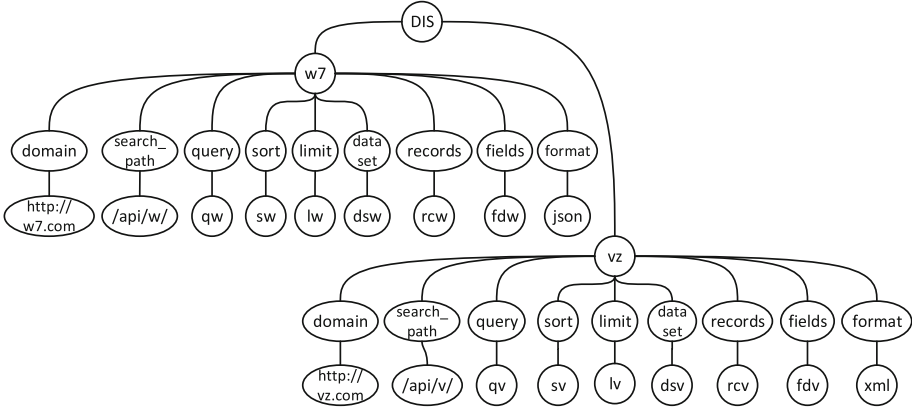 DIS
w7
domain
search_
path
query
sort
limit
data
set
records
fields
format
http://
w7.com
/api/w/
qw
sw
lw
dsw
rcw
fdw
json
vz
domain
search_
path
query
sort
limit
data
set
records
fields
format
http://
vz.com
/api/v/
qv
sv
lv
dsv
rcv
fdv
xml